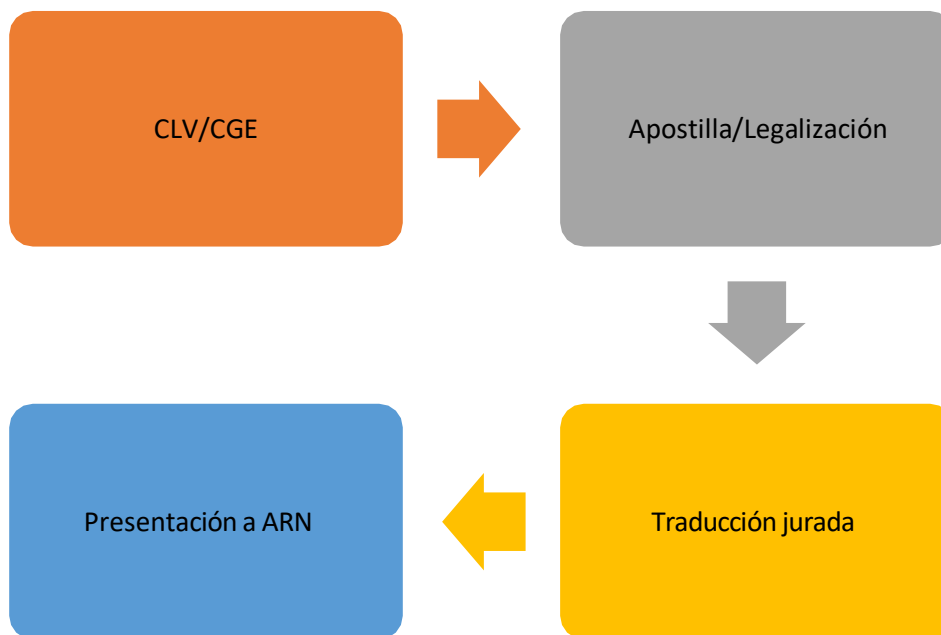 CLV/CGE
Apostilla/Legalización
Traducción jurada
Presentación a ARN